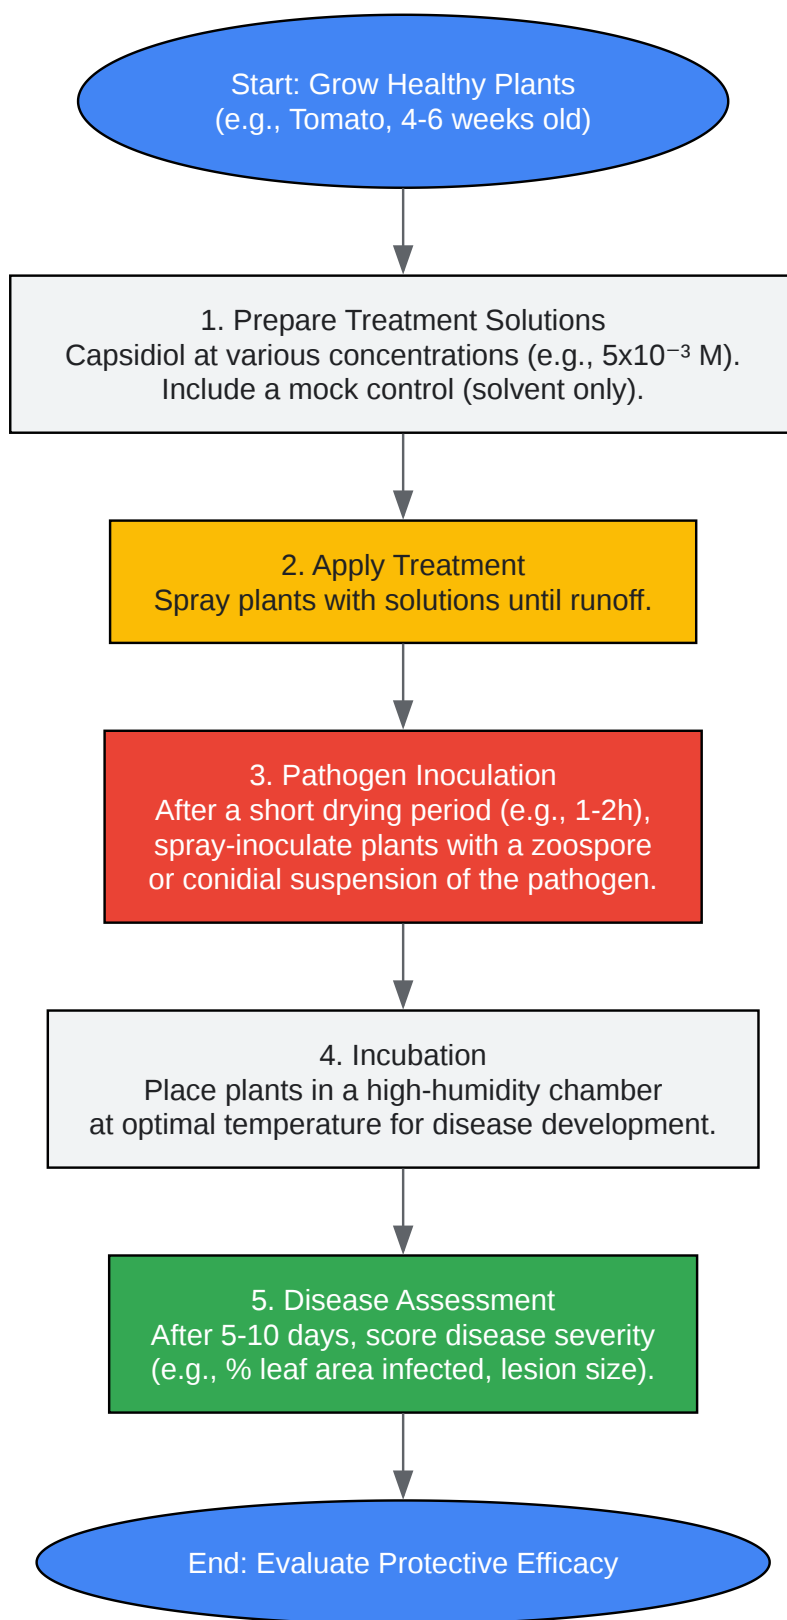 Start: Grow Healthy Plants
(e.g., Tomato, 4-6 weeks old)
1. Prepare Treatment Solutions
Capsidiol at various concentrations (e.g., 5x10⁻³ M).
Include a mock control (solvent only).
2. Apply Treatment
Spray plants with solutions until runoff.
3. Pathogen Inoculation
After a short drying period (e.g., 1-2h),
spray-inoculate plants with a zoospore
or conidial suspension of the pathogen.
4. Incubation
Place plants in a high-humidity chamber
at optimal temperature for disease development.
5. Disease Assessment
After 5-10 days, score disease severity
(e.g., % leaf area infected, lesion size).
End: Evaluate Protective Efficacy